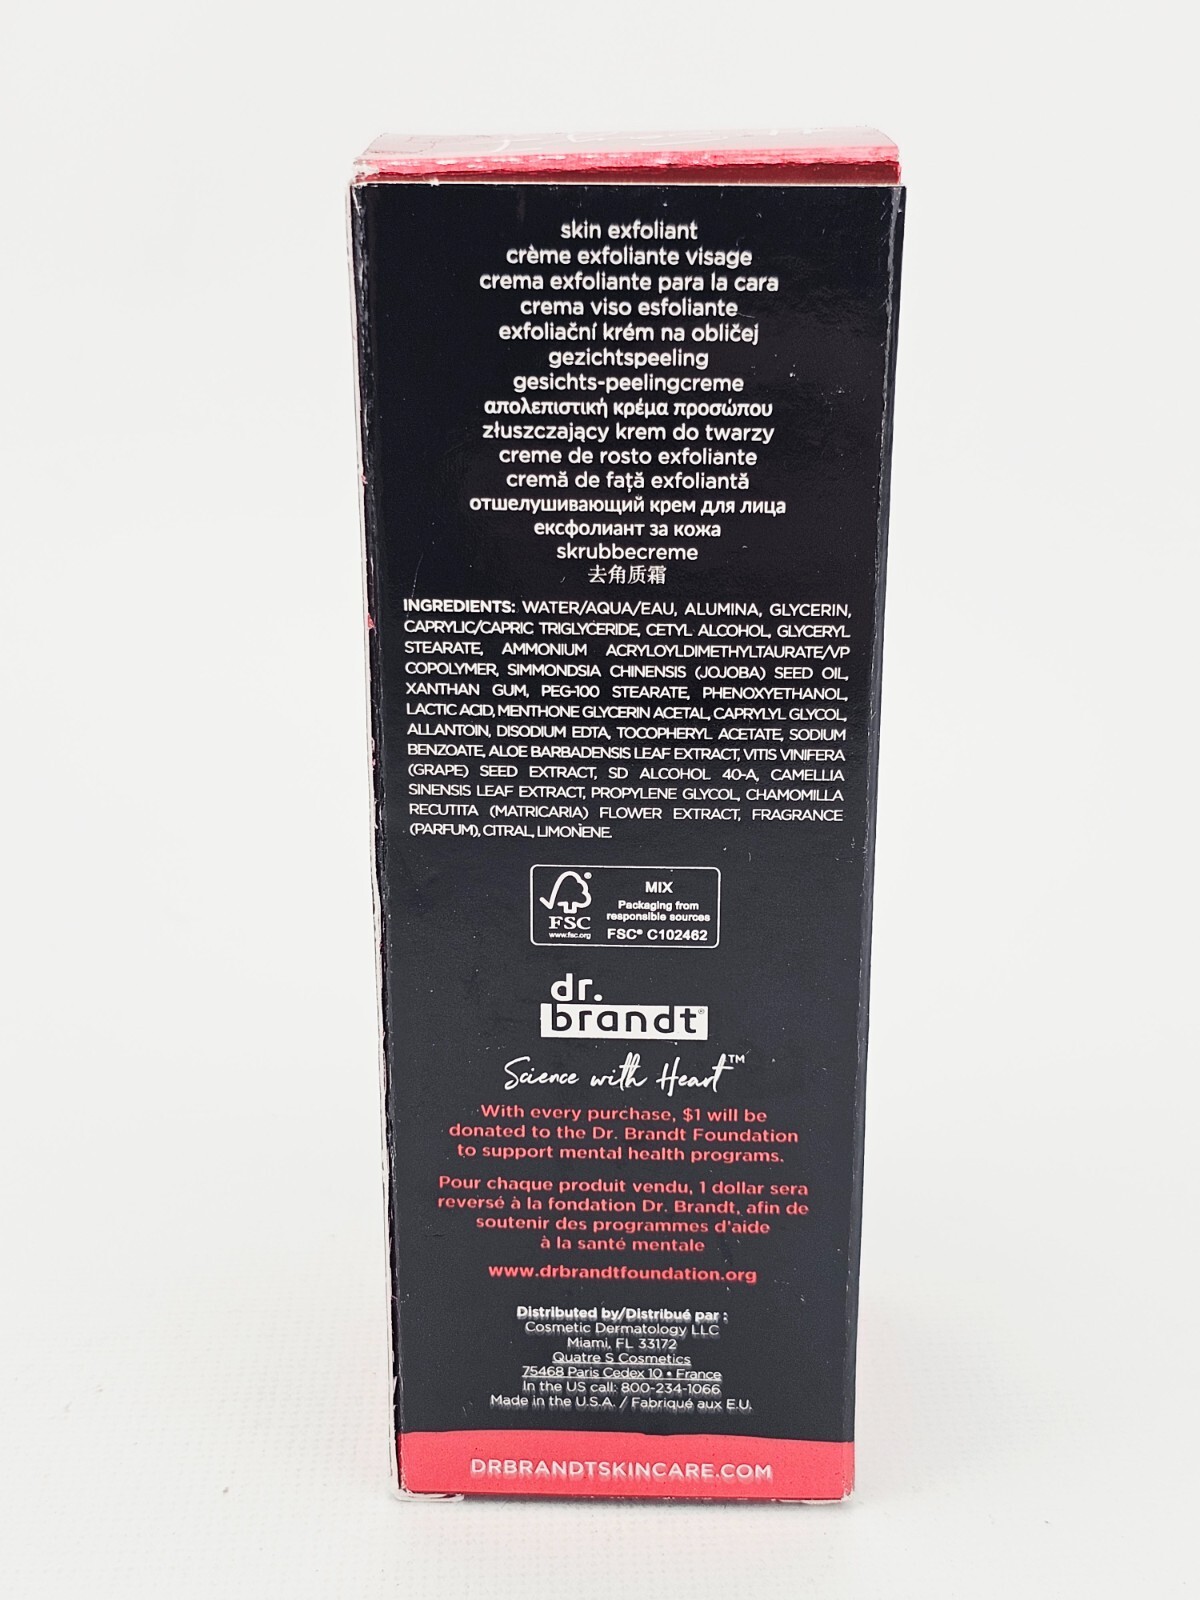 skin exfoliant
crème exfoliante visage
crema exfoliante para la cara
crema viso esfoliante
exfoliační krém na obličej
gezichtspeeling
gesichts-peelingcreme
απολεπιστική κρέμα προσώπου
złuszczający krem do twarzy
creme de rosto exfoliante
cremă de față exfoliantă
отшелушивающий крем для лица
ексфолиант за кожа
skrubbecreme
去角质霜
INGREDIENTS: WATER/AQUA/EAU, ALUMINA, GLYCERIN,
CAPRYLIC/CAPRIC TRIGLYCERIDE, CETYL ALCOHOL, GLYCERYL
STEARATE, AMMONIUM ACRYLOYLDIMETHYLTAURATE/VP
COPOLYMER, SIMMONDSIA CHINENSIS (JOJOBA) SEED OIL,
XANTHAN GUM, PEG-100 STEARATE, PHENOXYETHANOL,
LACTIC ACID, MENTHONE GLYCERIN ACETAL, CAPRYLYL GLYCOL,
ALLANTOIN, DISODIUM EDTA, TOCOPHERYL ACETATE, SODIUM
BENZOATE, ALOE BARBADENSIS LEAF EXTRACT, VITIS VINIFERA
(GRAPE) SEED EXTRACT, SD ALCOHOL 40-A, CAMELLIA
SINENSIS LEAF EXTRACT, PROPYLENE GLYCOL, CHAMOMILLA
RECUTITA (MATRICARIA) FLOWER EXTRACT, FRAGRANCE
(PARFUM), CITRAL, LIMONENE.
FSC
www.fsc.org
MIX
Packaging from
responsible sources
FSC® C102462
dr.
brandt®
Science with Heart™
With every purchase, $1 will be
donated to the Dr. Brandt Foundation
to support mental health programs.
Pour chaque produit vendu, 1 dollar sera
reversé à la fondation Dr. Brandt, afin de
soutenir des programmes d'aide
à la santé mentale
www.drbrandtfoundation.org
Distributed by/Distribué par :
Cosmetic Dermatology LLC
Miami, FL 33172
Quatre S Cosmetics
75468 Paris Cedex 10 • France
In the US call: 800-234-1066
Made in the U.S.A. / Fabriqué aux E.U.
DRBRANDTSKINCARE.COM